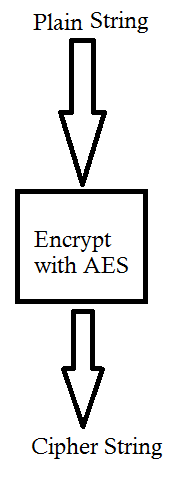 Plain String
Encrypt
with AES
Cipher String